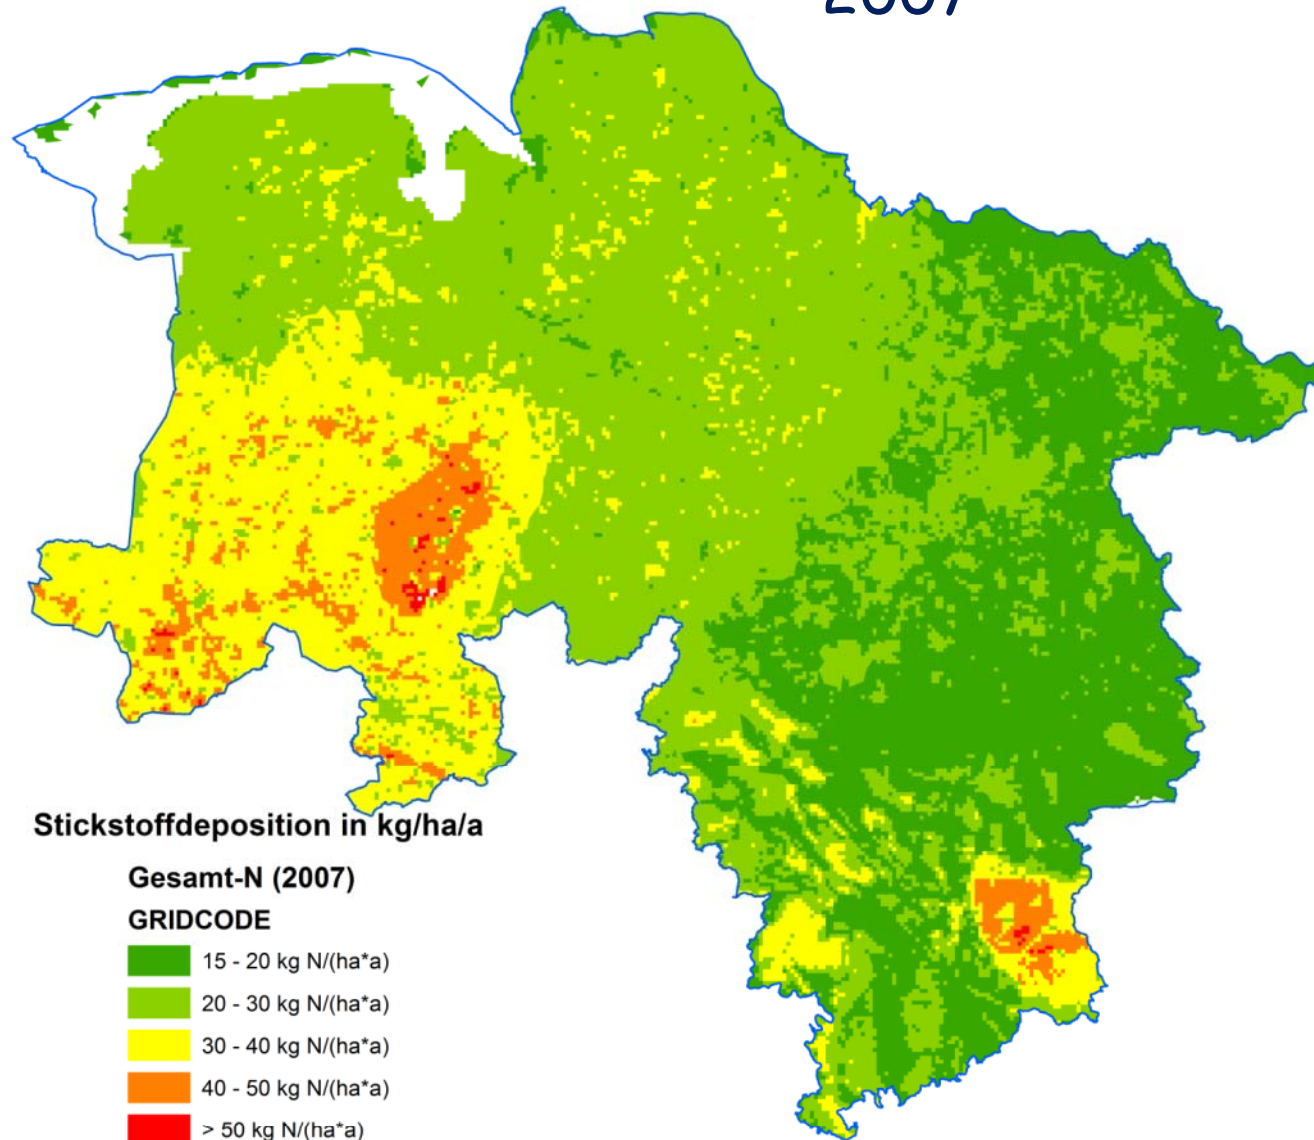 2007
Stickstoffdeposition in kg/ha/a
Gesamt-N (2007)
GRIDCODE
15 - 20 kg N/(ha*a)
20 - 30 kg N/(ha*a)
30 - 40 kg N/(ha*a)
40 - 50 kg N/(ha*a)
> 50 kg N/(ha*a)